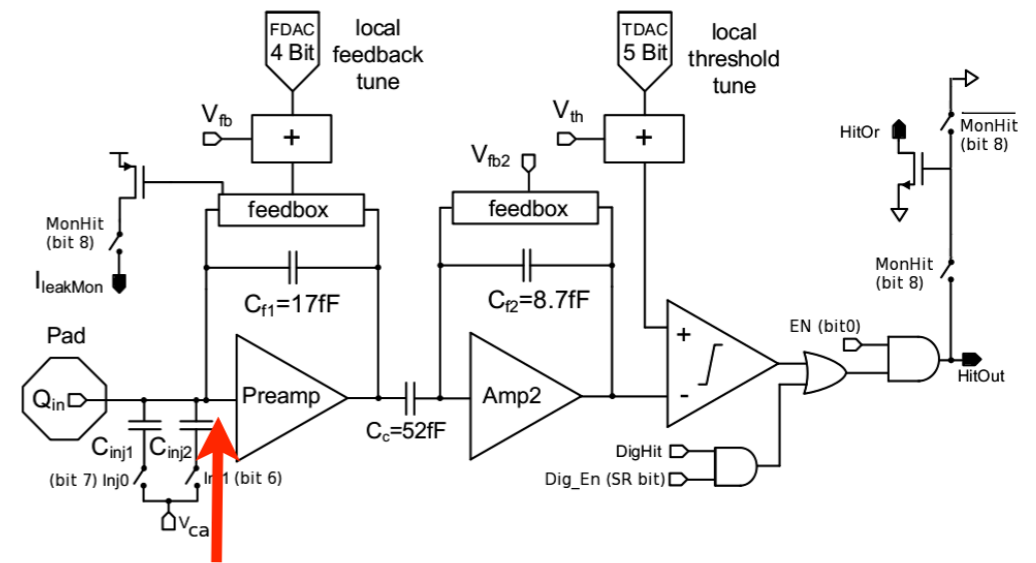 FDAC
4 Bit
local
feedback
tune
TDAC
5 Bit
local
threshold
tune
Vfb
+
Vth
+
HitOr
MonHit
(bit 8)
Vfb2
feedbox
feedbox
MonHit
(bit 8)
IleakMon
Cf1=17fF
Cf2=8.7fF
MonHit
(bit 8)
Pad
Qin
Preamp
Cc=52fF
Amp2
+
-
EN (bit0)
HitOut
Cinj1
Cinj2
(bit 7) Inj0
(bit 6)
DigHit
Dig_En (SR bit)
Vca